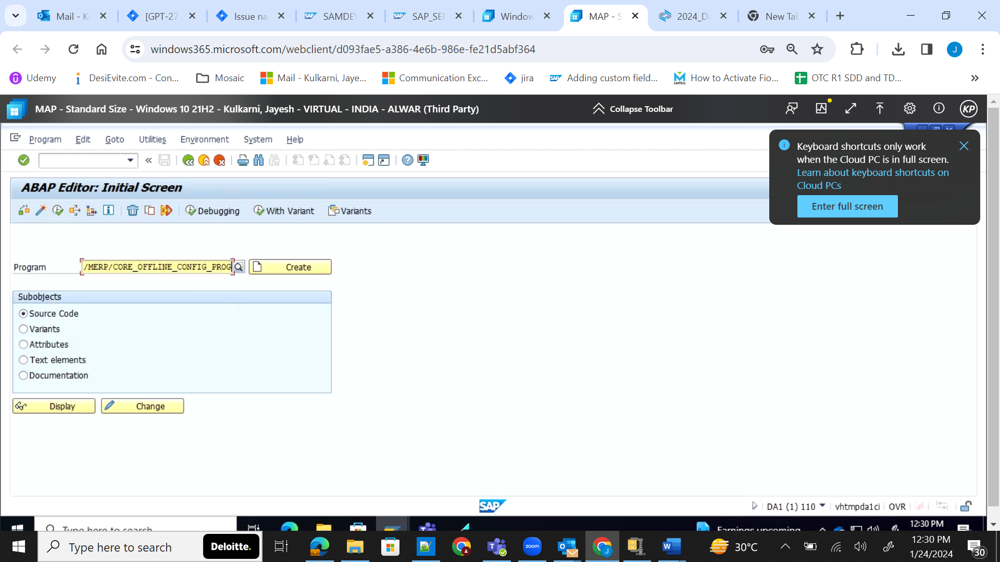 Mail - K
[GPT-27
Issue na
SAMDEV
SAP_SER
Window
MAP - S
2024_De
New Tab
windows365.microsoft.com/webclient/d093fae5-a386-4e6b-986e-fe21d5abf364
J
Udemy
DesiEvite.com - Con...
Mosaic
Mail - Kulkarni, Jaye...
Communication Exc...
jira
Adding custom field...
How to Activate Fio...
OTC R1 SDD and TD...
MAP - Standard Size - Windows 10 21H2 - Kulkarni, Jayesh - VIRTUAL - INDIA - ALWAR (Third Party)
Collapse Toolbar
KP
Program
Edit
Goto
Utilities
Environment
System
Help
Keyboard shortcuts only work
when the Cloud PC is in full screen.
Learn about keyboard shortcuts on
Cloud PCs
Enter full screen
ABAP Editor: Initial Screen
Debugging
With Variant
Variants
Program
/MERP/CORE_OFFLINE_CONFIG_PROG
Create
Subobjects
Source Code
Variants
Attributes
Text elements
Documentation
Display
Change
SAP
DA1 (1) 110
vhtmpda1ci
OVR
Type here to search
Earnings upcoming
12:30 PM
Type here to search
Deloitte.
zoom
30°C
12:30 PM
1/24/2024
30